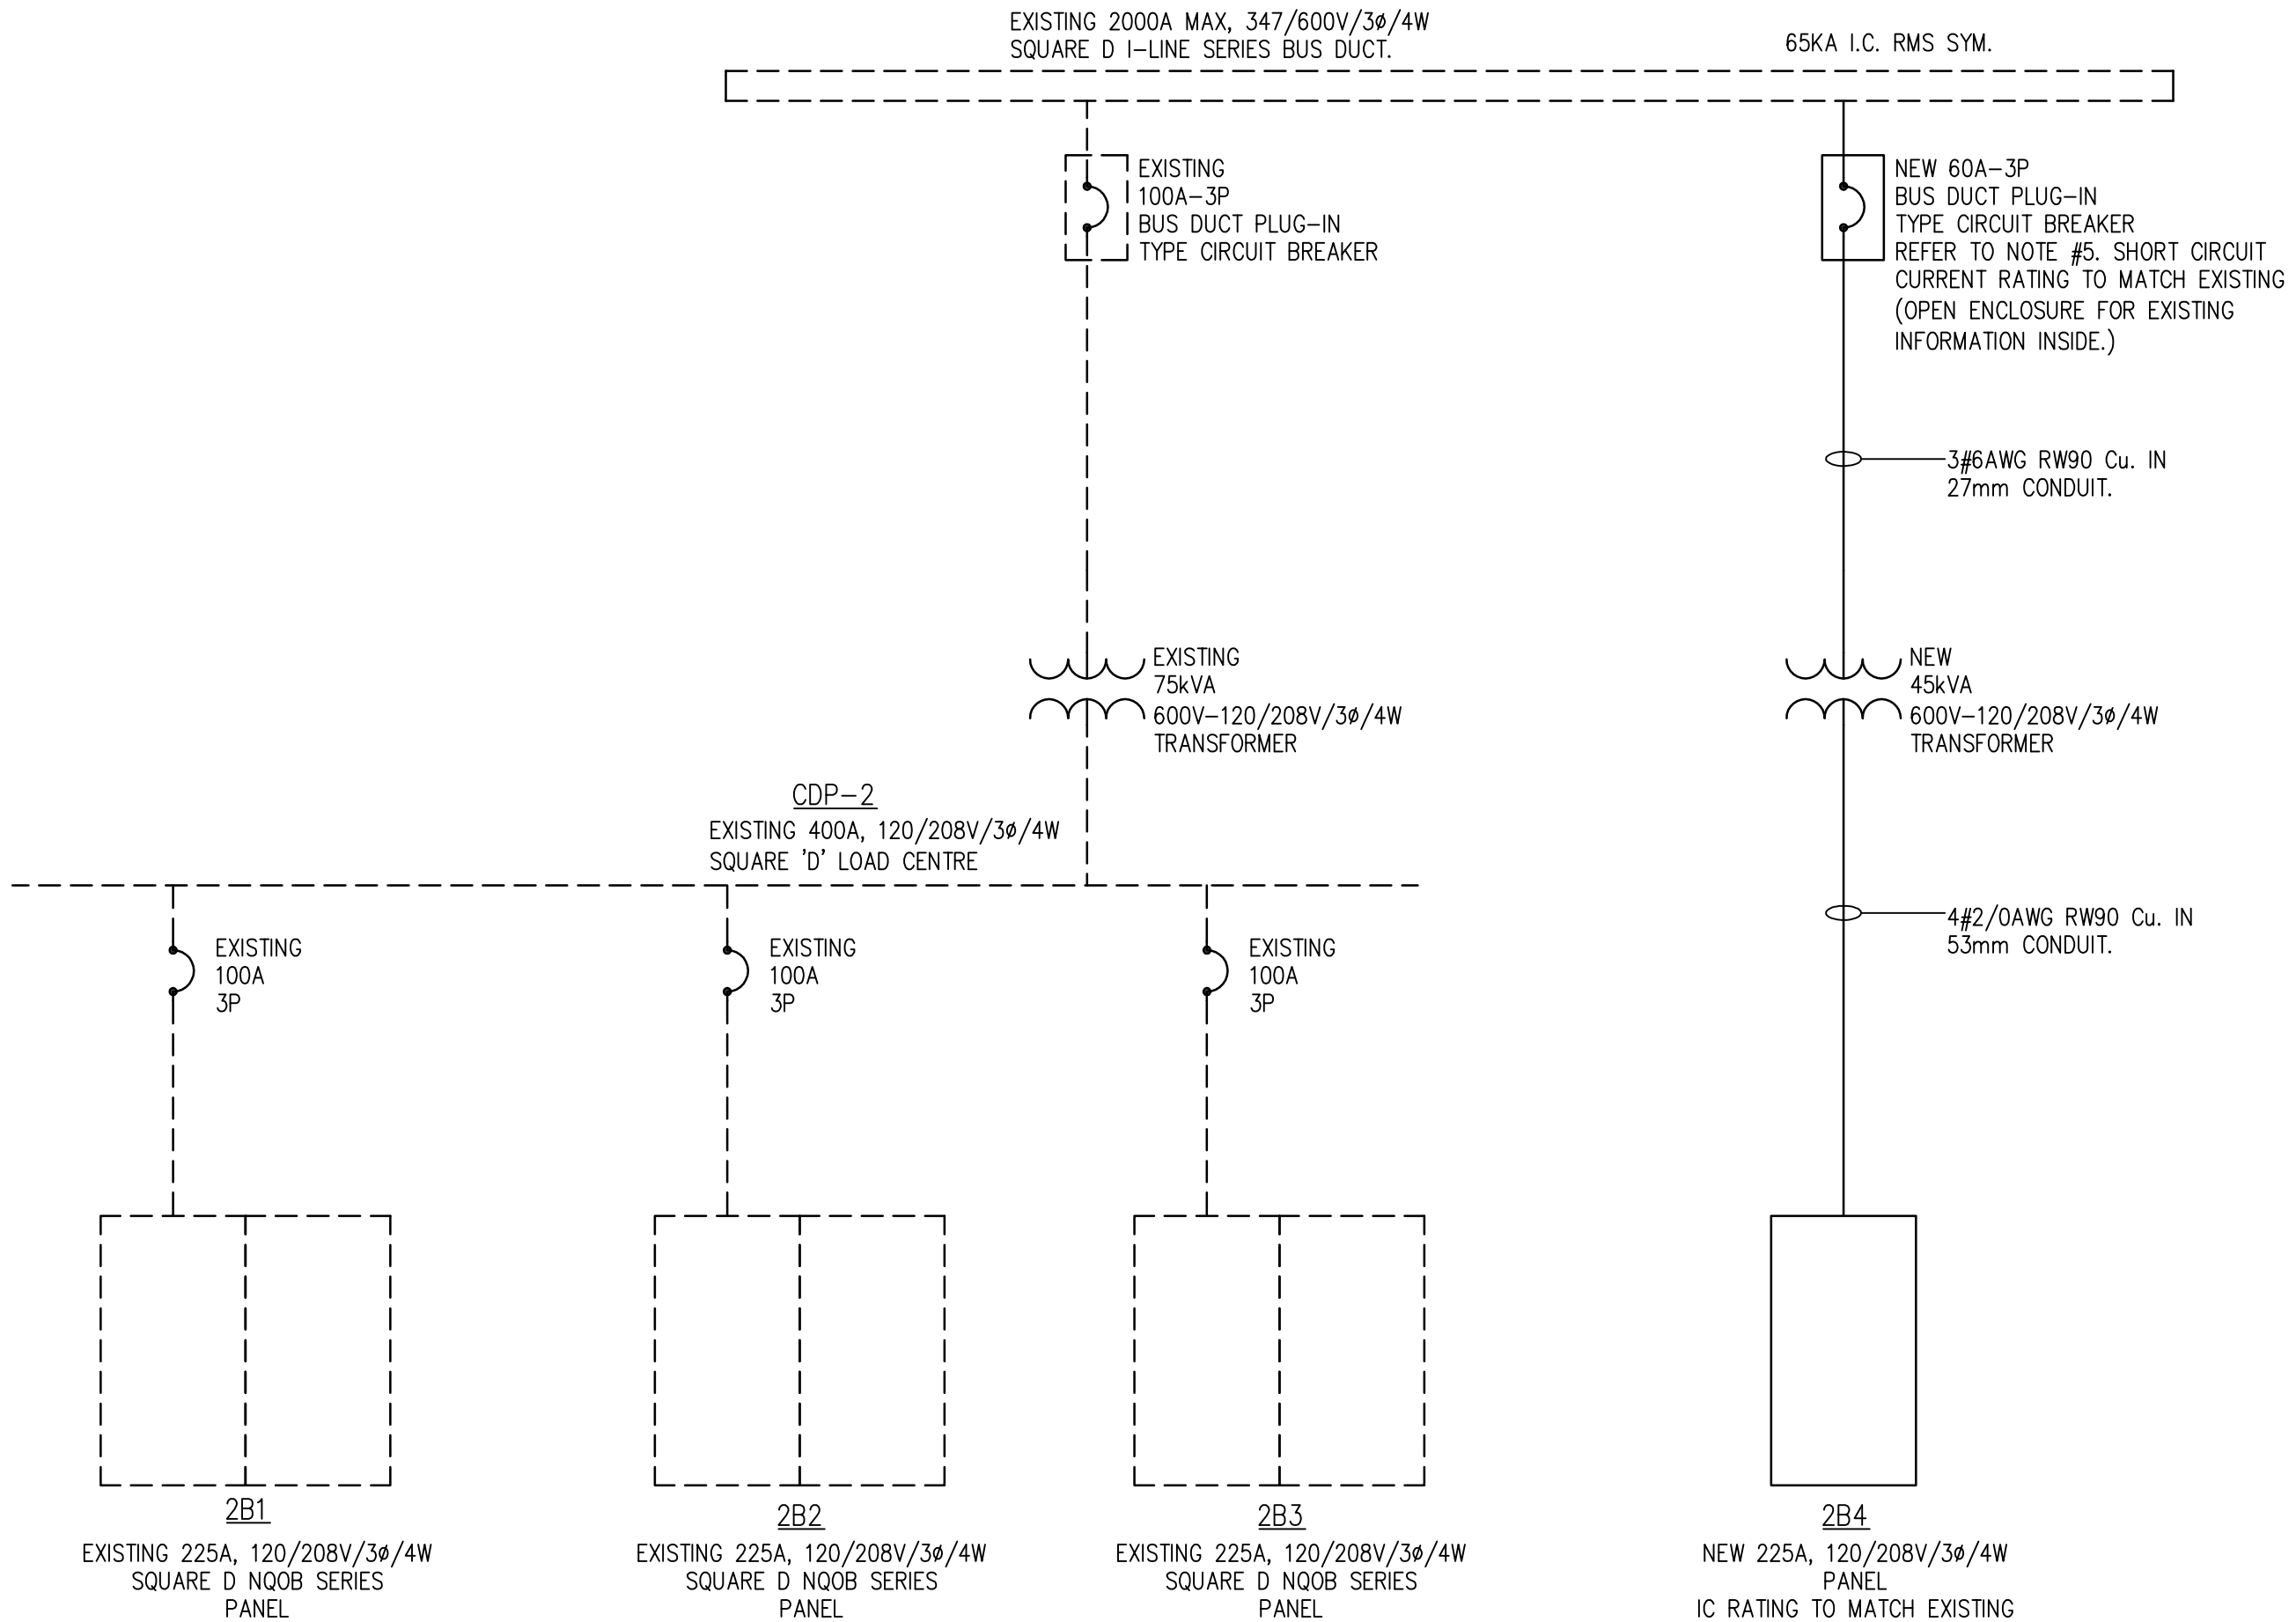 EXISTING 2000A MAX, 347/600V/3ø/4W
SQUARE D I-LINE SERIES BUS DUCT.
65KA I.C. RMS SYM.
EXISTING
100A-3P
BUS DUCT PLUG-IN
TYPE CIRCUIT BREAKER
NEW 60A-3P
BUS DUCT PLUG-IN
TYPE CIRCUIT BREAKER
REFER TO NOTE #5. SHORT CIRCUIT
CURRENT RATING TO MATCH EXISTING
(OPEN ENCLOSURE FOR EXISTING
INFORMATION INSIDE.)
3#6AWG RW90 Cu. IN
27mm CONDUIT.
EXISTING
75kVA
600V-120/208V/3ø/4W
TRANSFORMER
NEW
45kVA
600V-120/208V/3ø/4W
TRANSFORMER
CDP-2
EXISTING 400A, 120/208V/3ø/4W
SQUARE 'D' LOAD CENTRE
4#2/0AWG RW90 Cu. IN
53mm CONDUIT.
EXISTING
100A
3P
EXISTING
100A
3P
EXISTING
100A
3P
2B1
EXISTING 225A, 120/208V/3ø/4W
SQUARE D NQOB SERIES
PANEL
2B2
EXISTING 225A, 120/208V/3ø/4W
SQUARE D NQOB SERIES
PANEL
2B3
EXISTING 225A, 120/208V/3ø/4W
SQUARE D NQOB SERIES
PANEL
2B4
NEW 225A, 120/208V/3ø/4W
PANEL
IC RATING TO MATCH EXISTING